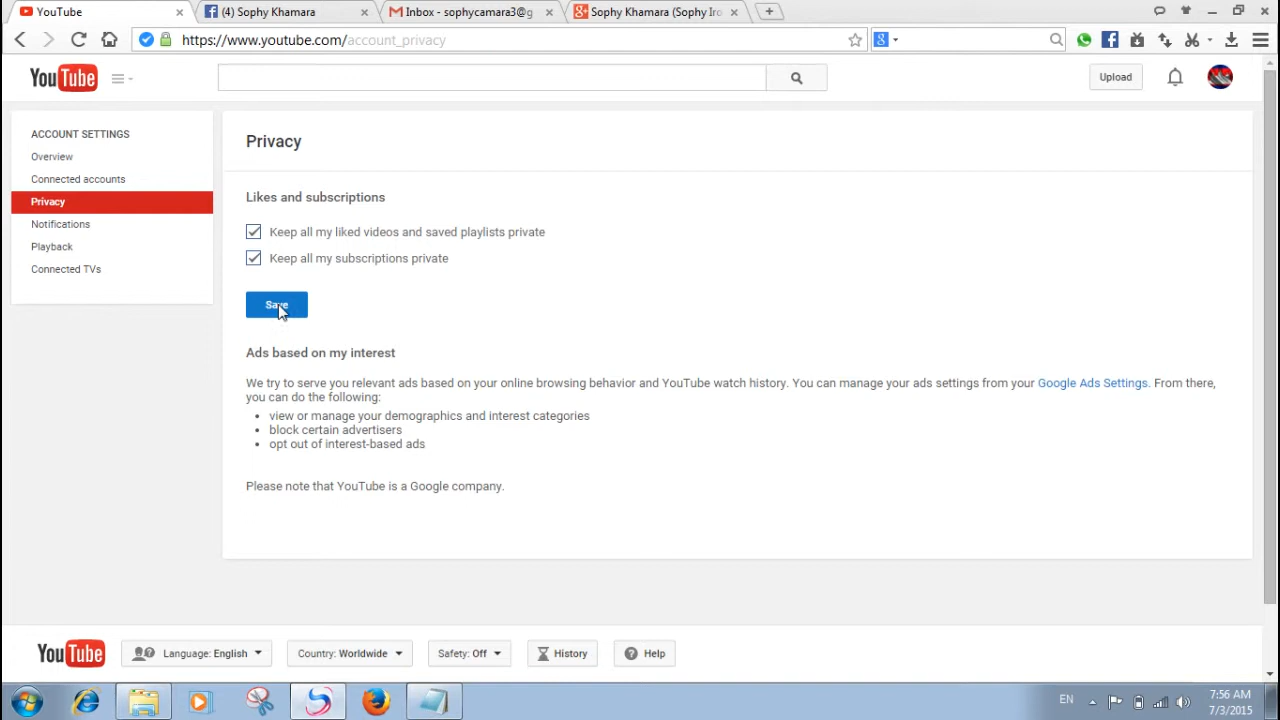 YouTube
(4) Sophy Khamara
Inbox - sophycamara3@g
Sophy Khamara (Sophy Iro
https://www.youtube.com/account_privacy
YouTube
Upload
ACCOUNT SETTINGS
Overview
Connected accounts
Privacy
Notifications
Playback
Connected TVs
Privacy
Likes and subscriptions
Keep all my liked videos and saved playlists private
Keep all my subscriptions private
Save
Ads based on my interest
We try to serve you relevant ads based on your online browsing behavior and YouTube watch history. You can manage your ads settings from your Google Ads Settings. From there,
you can do the following:
• view or manage your demographics and interest categories
• block certain advertisers
• opt out of interest-based ads
Please note that YouTube is a Google company.
YouTube
Language: English
Country: Worldwide
Safety: Off
History
Help
EN
7:56 AM
7/3/2015